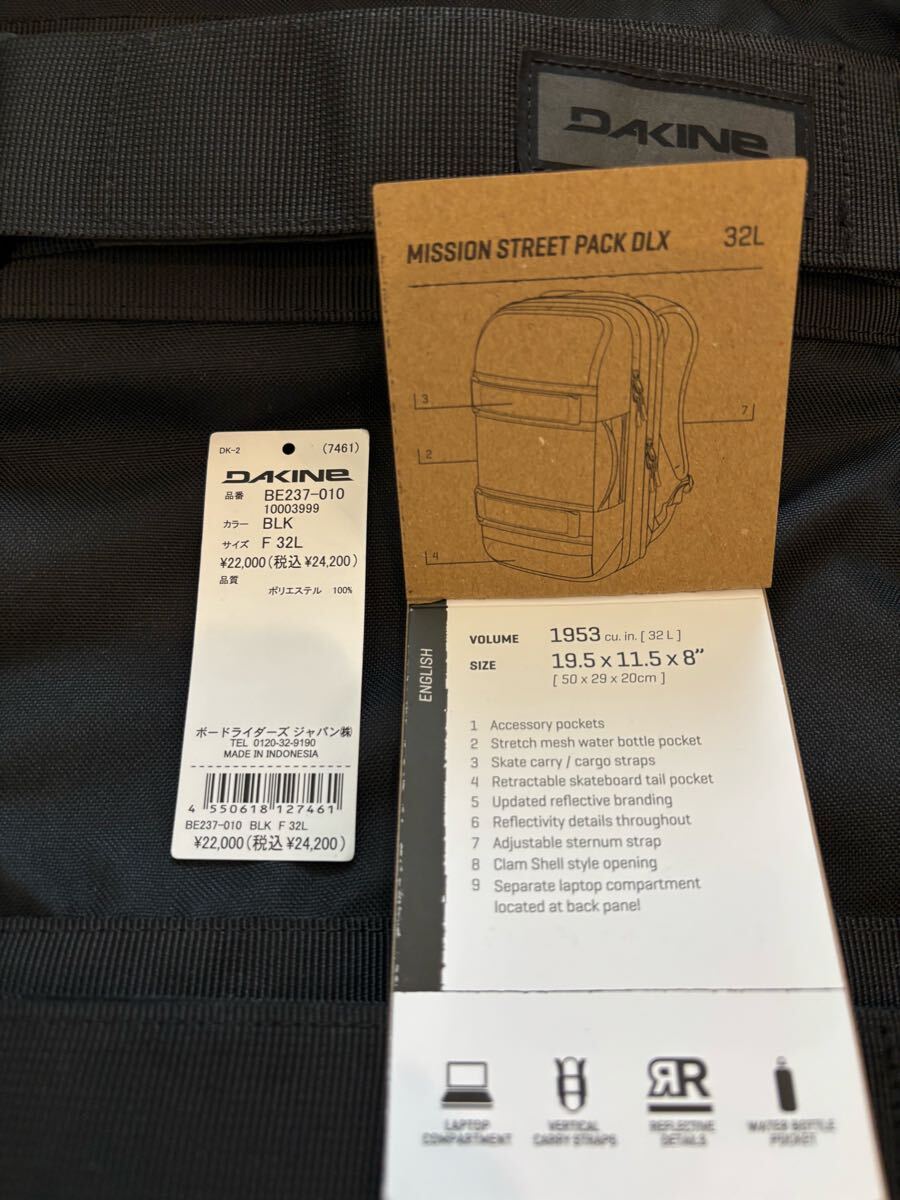 DAKINE
MISSION STREET PACK DLX 32L
3
2
7
4
DK-2 (7461)
DAKINE
品番 BE237-010
10003999
カラー BLK
サイズ F 32L
¥22,000(税込¥24,200)
品質
ポリエステル 100%
ボードライダーズ ジャパン㈱
TEL 0120-32-9190
MADE IN INDONESIA
4 550618 127461
BE237-010 BLK F 32L
¥22,000(税込¥24,200)
ENGLISH
VOLUME 1953 cu. in. [ 32 L ]
SIZE 19.5 x 11.5 x 8”
[ 50 x 29 x 20cm ]
1 Accessory pockets
2 Stretch mesh water bottle pocket
3 Skate carry / cargo straps
4 Retractable skateboard tail pocket
5 Updated reflective branding
6 Reflectivity details throughout
7 Adjustable sternum strap
8 Clam Shell style opening
9 Separate laptop compartment
located at back panel
LAPTOP
COMPARTMENT
VERTICAL
CARRY STRAPS
REFLECTIVE
DETAILS
WATER BOTTLE
POCKET